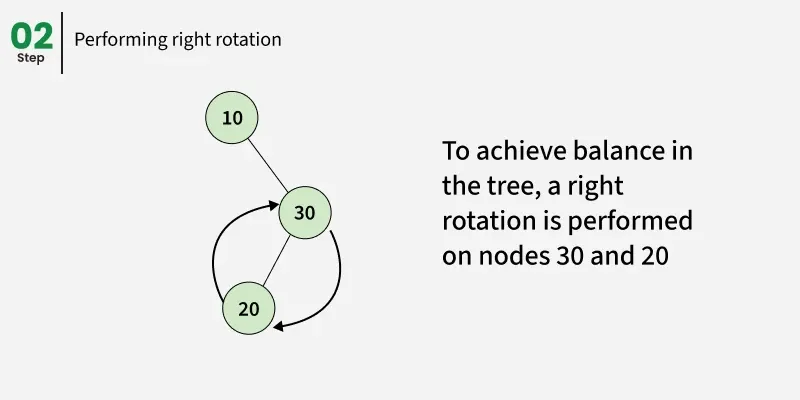 02
Step
Performing right rotation
10
30
20
To achieve balance in
the tree, a right
rotation is performed
on nodes 30 and 20